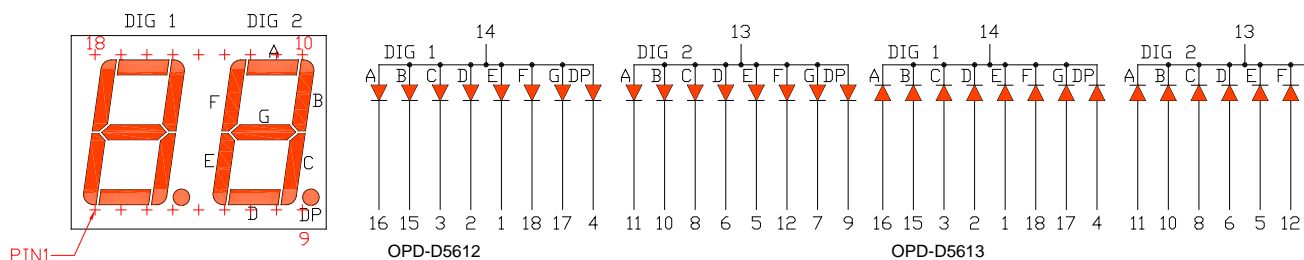 DIG 1 DIG 2
18 10
A
F B
G
E C
D DP
9
PIN1
14
DIG 1
A B C D E F G DP
16 15 3 2 1 18 17 4
OPD-D5612
13
DIG 2
A B C D E F G DP
11 10 8 6 5 12 7 9
14
DIG 1
A B C D E F G DP
16 15 3 2 1 18 17 4
OPD-D5613
13
DIG 2
A B C D E F
11 10 8 6 5 12